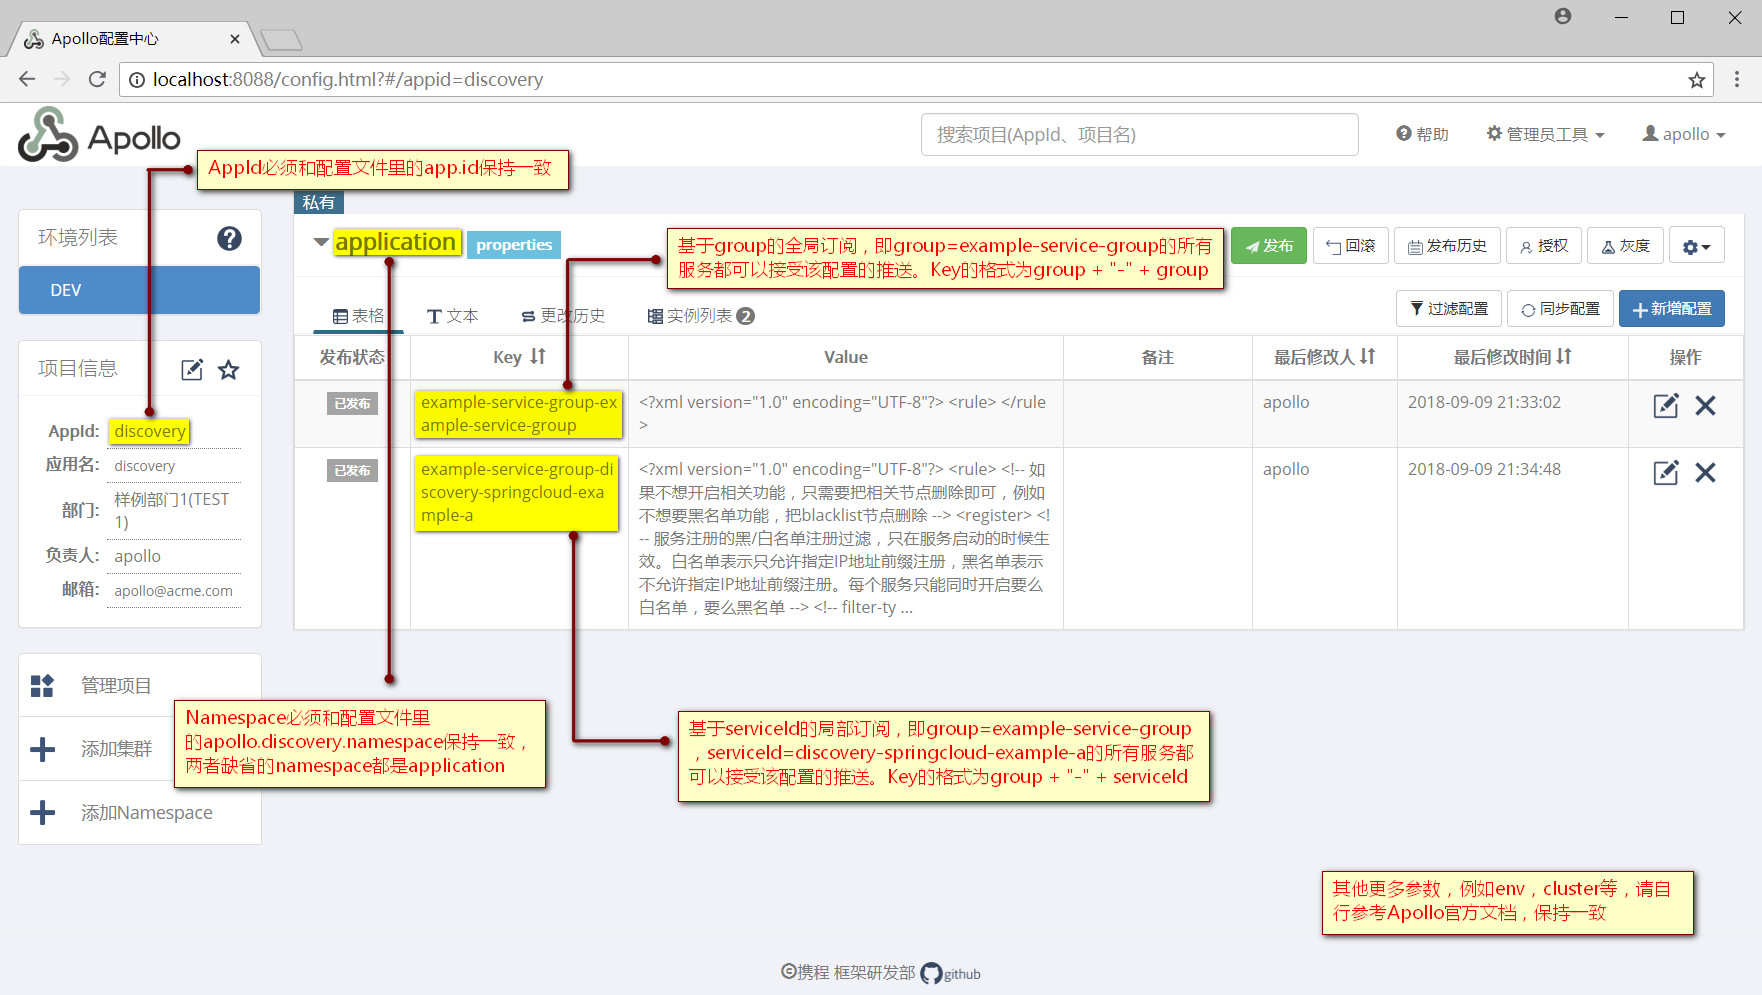 Apollo配置中心
localhost:8088/config.html?#/appid=discovery
Apollo
搜索项目(AppId、项目名)
帮助
管理员工具
apollo
AppId必须和配置文件里的app.id保持一致
私有
环境列表
DEV
application
properties
基于group的全局订阅，即group=example-service-group的所有
服务都可以接受该配置的推送。Key的格式为group + "-" + group
发布
回滚
发布历史
授权
灰度
表格
文本
更改历史
实例列表 2
过滤配置
同步配置
新增配置
项目信息
AppId: discovery
应用名: discovery
部门: 样例部门1(TEST
1)
负责人: apollo
邮箱: apollo@acme.com
发布状态 Key Value 备注 最后修改人 最后修改时间 操作
已发布
example-service-group-ex
ample-service-group
<?xml version="1.0" encoding="UTF-8"?> <rule> </rule
>
apollo
2018-09-09 21:33:02
已发布
example-service-group-di
scovery-springcloud-exa
mple-a
<?xml version="1.0" encoding="UTF-8"?> <rule> <!-- 如
果不想开启相关功能，只需要把相关节点删除即可，例如
不想要黑名单功能，把blacklist节点删除 --> <register> <!
-- 服务注册的黑/白名单注册过滤，只在服务启动的时候生
效。白名单表示只允许指定IP地址前缀注册，黑名单表示
不允许指定IP地址前缀注册。每个服务只能同时开启要么
白名单，要么黑名单 --> <!-- filter-ty ...
apollo
2018-09-09 21:34:48
管理项目
添加集群
添加Namespace
Namespace必须和配置文件里
的apollo.discovery.namespace保持一致，
两者缺省的namespace都是application
基于serviceId的局部订阅，即group=example-service-group
，serviceId=discovery-springcloud-example-a的所有服务都
可以接受该配置的推送。Key的格式为group + "-" + serviceId
其他更多参数，例如env，cluster等，请自
行参考Apollo官方文档，保持一致
©携程 框架研发部 github